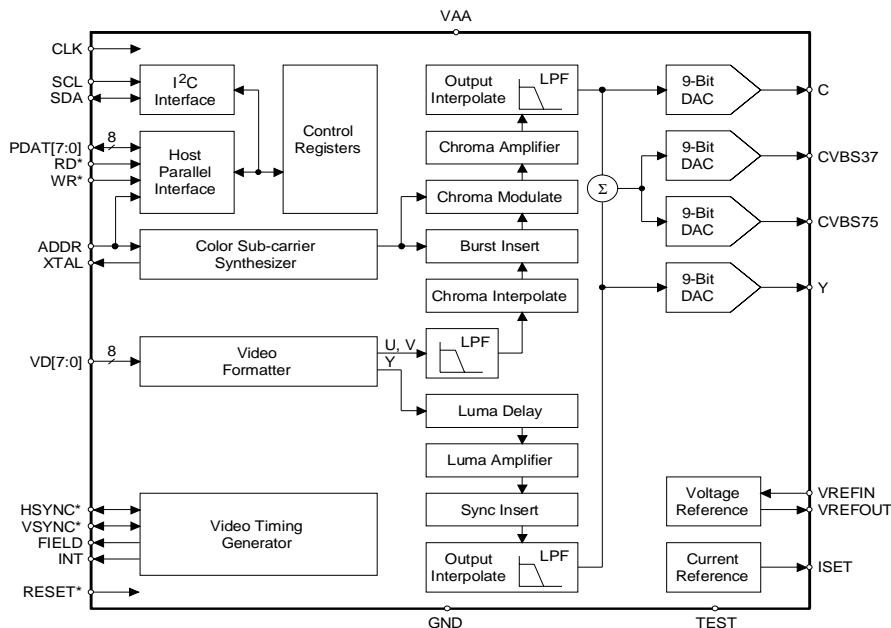 VAA
CLK
SCL
SDA
I2C
Interface
PDAT[7:0]
8
RD*
WR*
Host
Parallel
Interface
Control
Registers
ADDR
XTAL
Color Sub-carrier
Synthesizer
VD[7:0]
8
Video
Formatter
U, V
Y
HSYNC*
VSYNC*
FIELD
INT
Video Timing
Generator
RESET*
Output
Interpolate
LPF
Chroma Amplifier
Chroma Modulate
Burst Insert
Chroma Interpolate
LPF
Luma Delay
Luma Amplifier
Sync Insert
Output
Interpolate
LPF
Σ
9-Bit
DAC
C
9-Bit
DAC
CVBS37
9-Bit
DAC
CVBS75
9-Bit
DAC
Y
Voltage
Reference
VREFIN
VREFOUT
Current
Reference
ISET
GND
TEST